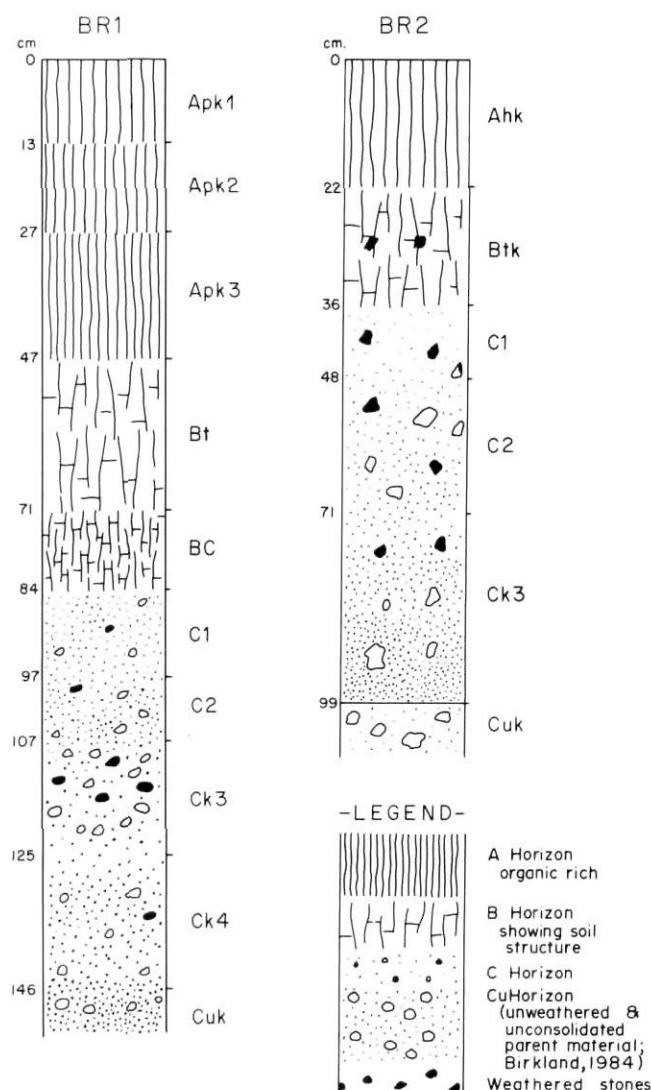 BR1
cm
0
Apk1
13
Apk2
27
Apk3
47
Bt
71
BC
84
C1
97
C2
107
Ck3
125
Ck4
146
Cuk
BR2
cm.
0
Ahk
22
Btk
36
C1
48
C2
71
Ck3
99
Cuk
-LEGEND-
A Horizon
organic rich
B Horizon
showing soil
structure
C Horizon
Cu Horizon
(unweathered &
unconsolidated
parent material;
Birkland, 1984)
Weathered stones